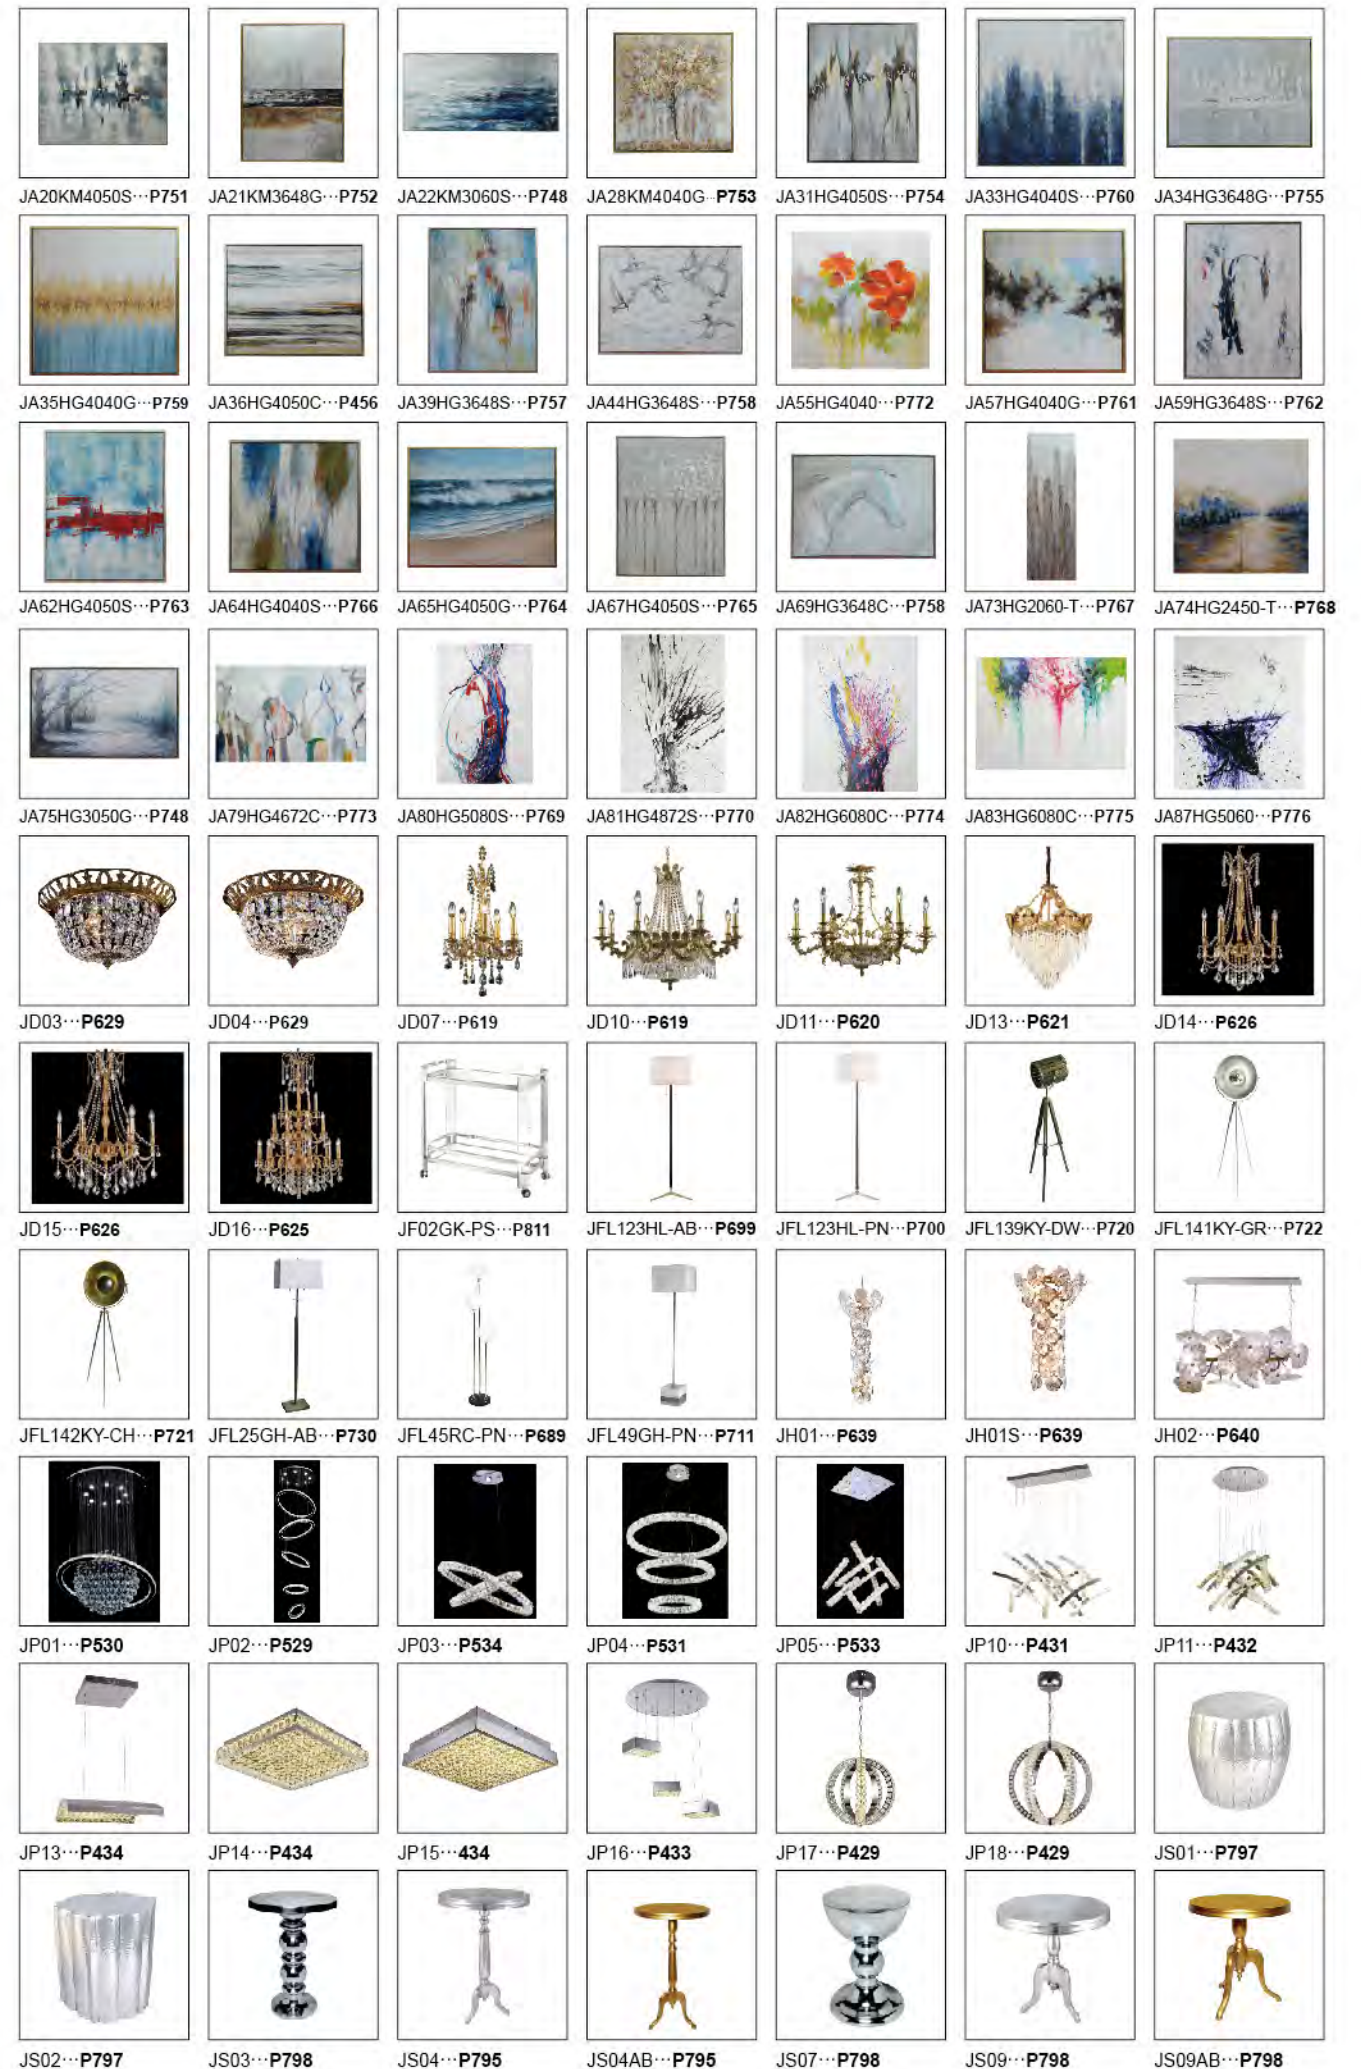 JA20KM4050S···P751 JA21KM3648G···P752 JA22KM3060S···P748 JA28KM4040G···P753 JA31HG4050S···P754 JA33HG4040S···P760 JA34HG3648G···P755
JA35HG4040G···P759 JA36HG4050C···P456 JA39HG3648S···P757 JA44HG3648S···P758 JA55HG4040···P772 JA57HG4040G···P761 JA59HG3648S···P762
JA62HG4050S···P763 JA64HG4040S···P766 JA65HG4050G···P764 JA67HG4050S···P765 JA69HG3648C···P758 JA73HG2060-T···P767 JA74HG2450-T···P768
JA75HG3050G···P748 JA79HG4672C···P773 JA80HG5080S···P769 JA81HG4872S···P770 JA82HG6080C···P774 JA83HG6080C···P775 JA87HG5060···P776
JD03···P629 JD04···P629 JD07···P619 JD10···P619 JD11···P620 JD13···P621 JD14···P626
JD15···P626 JD16···P625 JF02GK-PS···P811 JFL123HL-AB···P699 JFL123HL-PN···P700 JFL139KY-DW···P720 JFL141KY-GR···P722
JFL142KY-CH···P721 JFL25GH-AB···P730 JFL45RC-PN···P689 JFL49GH-PN···P711 JH01···P639 JH01S···P639 JH02···P640
JP01···P530 JP02···P529 JP03···P534 JP04···P531 JP05···P533 JP10···P431 JP11···P432
JP13···P434 JP14···P434 JP15···434 JP16···P433 JP17···P429 JP18···P429 JS01···P797
JS02···P797 JS03···P798 JS04···P795 JS04AB···P795 JS07···P798 JS09···P798 JS09AB···P798